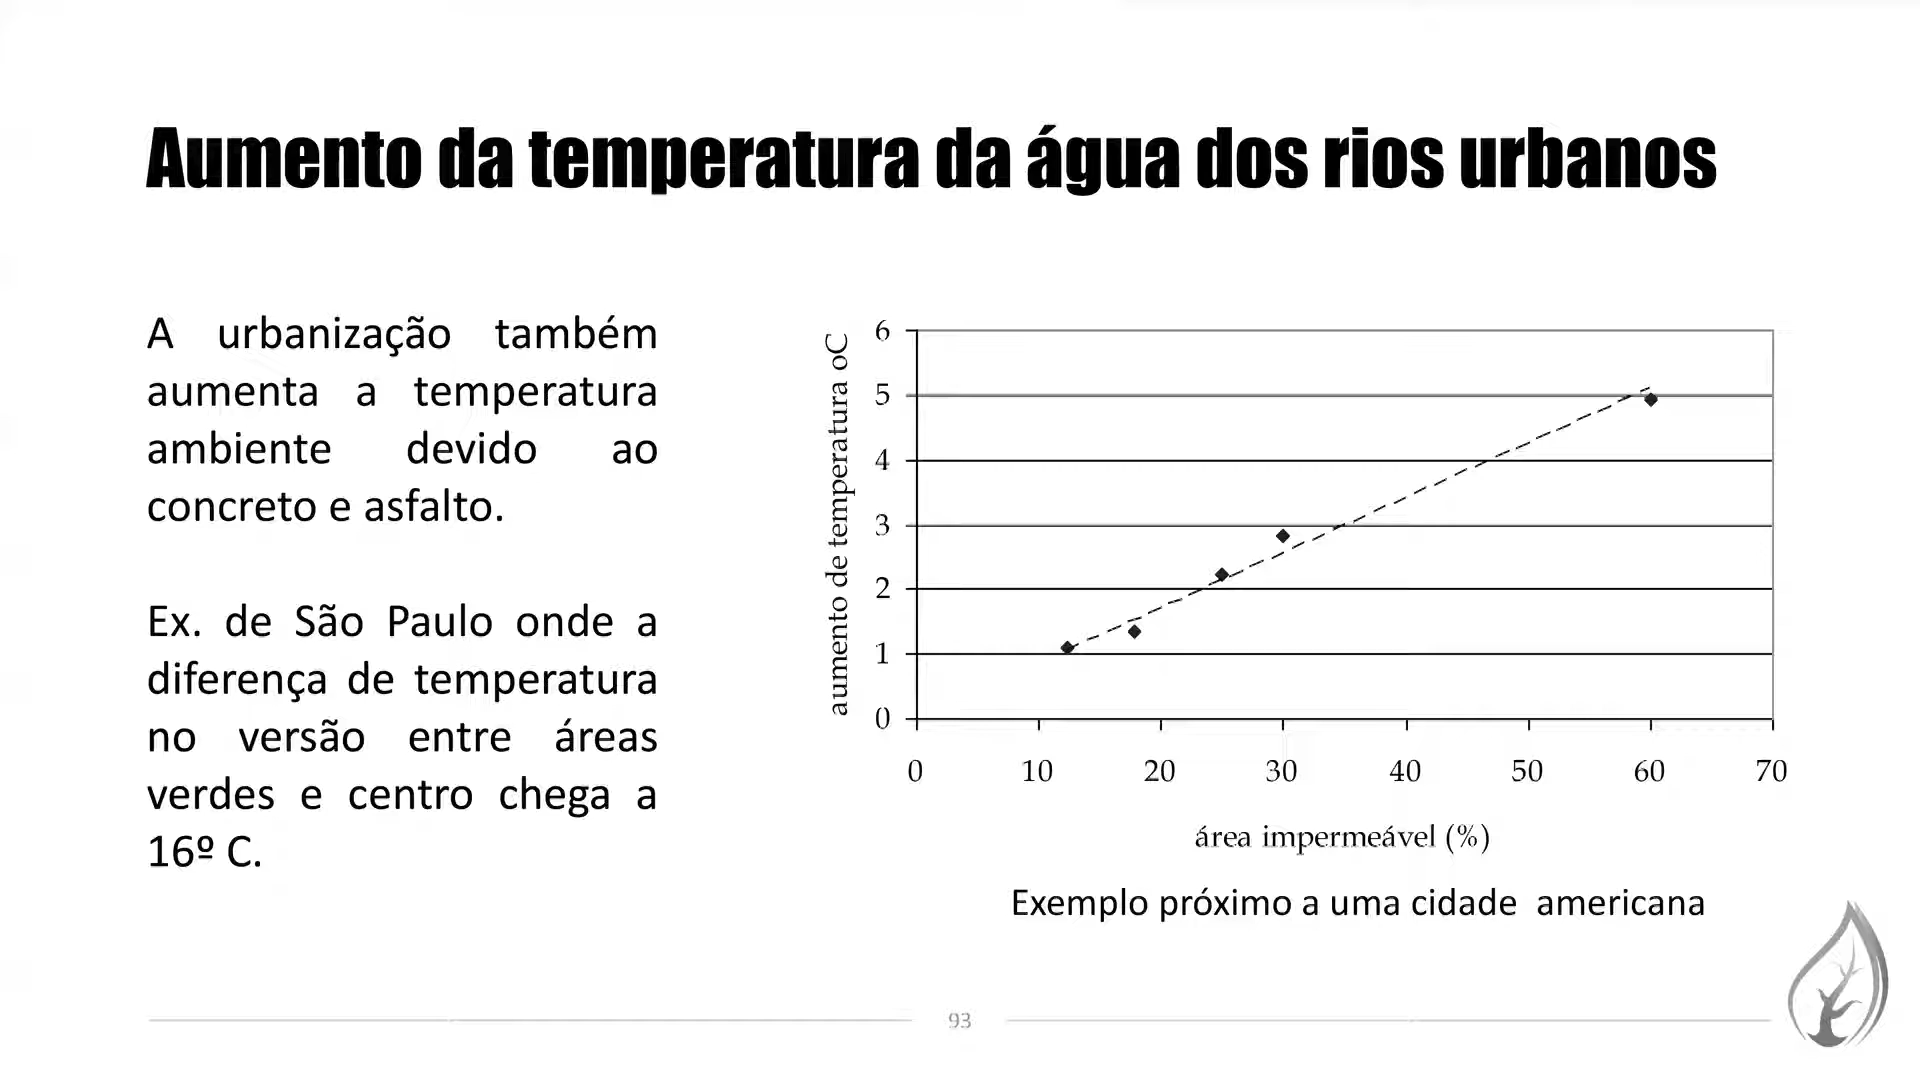 Aumento da temperatura da água dos rios urbanos
A urbanização também
aumenta a temperatura
ambiente devido ao
concreto e asfalto.
Ex. de São Paulo onde a
diferença de temperatura
no versão entre áreas
verdes e centro chega a
16º C.
aumento de temperatura oC
6
5
4
3
2
1
0
0 10 20 30 40 50 60 70
área impermeável (%)
Exemplo próximo a uma cidade americana
93